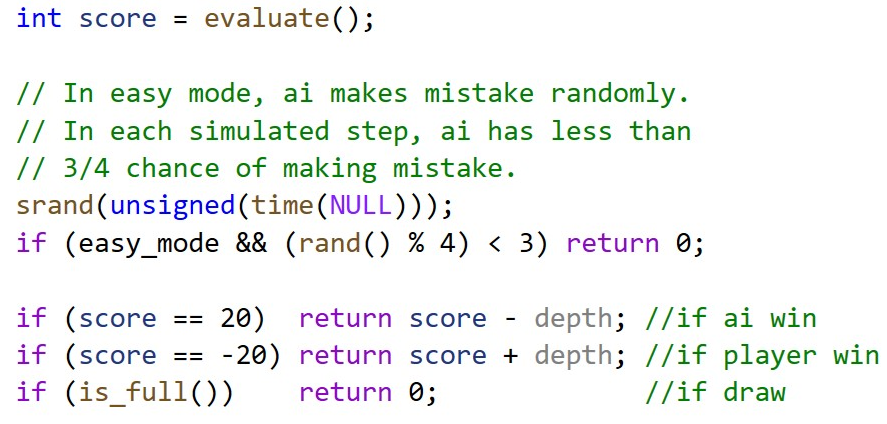 int score = evaluate();
// In easy mode, ai makes mistake randomly.
// In each simulated step, ai has less than
// 3/4 chance of making mistake.
srand(unsigned(time(NULL)));
if (easy_mode && (rand() % 4) < 3) return 0;
if (score == 20)  return score - depth; //if ai win
if (score == -20) return score + depth; //if player win
if (is_full())    return 0;             //if draw